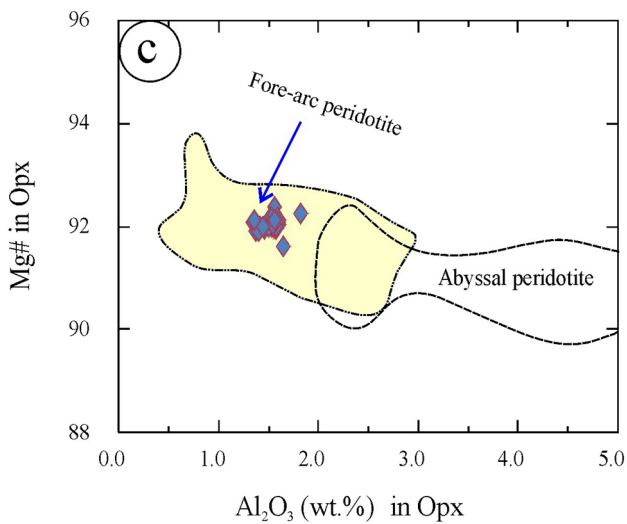 96
c
Fore-arc peridotite
94
Mg# in Opx
92
Abyssal peridotite
90
88
0.0
1.0
2.0
3.0
4.0
5.0
Al₂O₃ (wt.%) in Opx